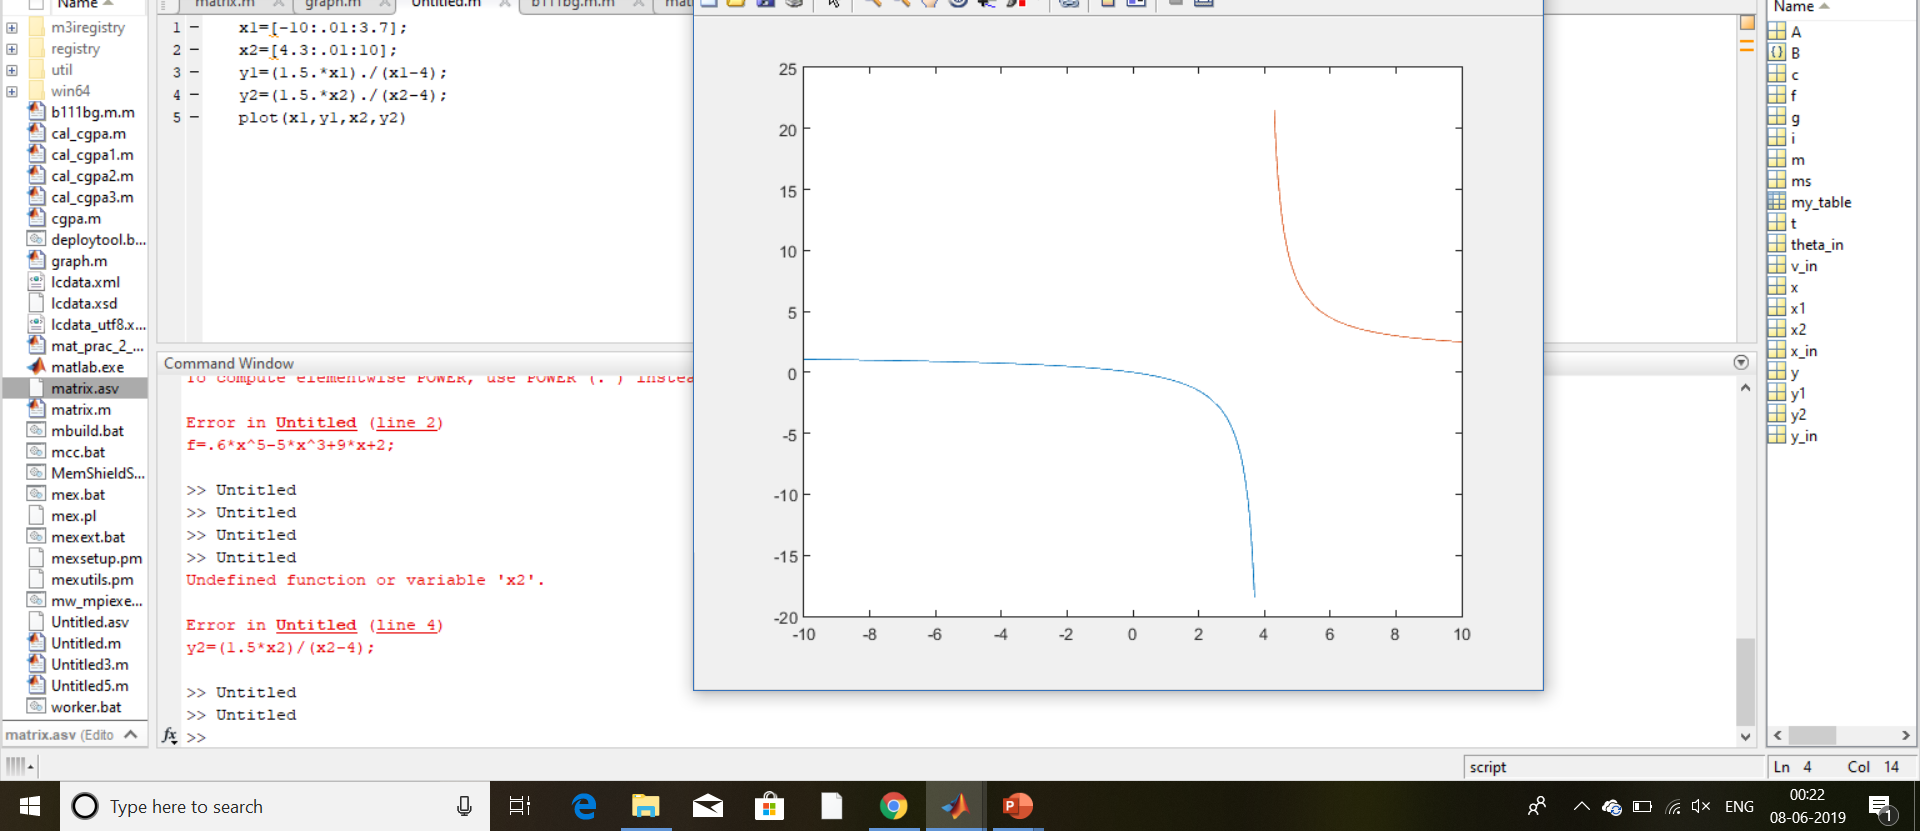 Name
m3iregistry
registry
util
win64
b111bg.m.m
cal_cgpa.m
cal_cgpa1.m
cal_cgpa2.m
cal_cgpa3.m
cgpa.m
deploytool.b...
graph.m
lcdata.xml
lcdata.xsd
lcdata_utf8.x...
mat_prac_2_...
matlab.exe
matrix.asv
matrix.m
mbuild.bat
mcc.bat
MemShieldS...
mex.bat
mex.pl
mexext.bat
mexsetup.pm
mexutils.pm
mw_mpiexe...
Untitled.asv
Untitled.m
Untitled3.m
Untitled5.m
worker.bat
matrix.asv (Edito
matrix.m graph.m Untitled.m b111bg.m.m mat
1 x1=[-10:.01:3.7];
2 x2=[4.3:.01:10];
3 y1=(1.5.*x1)./(x1-4);
4 y2=(1.5.*x2)./(x2-4);
5 plot(x1,y1,x2,y2)
Command Window
To compute elementwise POWER, use POWER (.^) instea
Error in Untitled (line 2)
f=.6*x^5-5*x^3+9*x+2;
>> Untitled
>> Untitled
>> Untitled
>> Untitled
Undefined function or variable 'x2'.
Error in Untitled (line 4)
y2=(1.5*x2)/(x2-4);
>> Untitled
>> Untitled
fx >>
25
20
15
10
5
0
-5
-10
-15
-20
-10 -8 -6 -4 -2 0 2 4 6 8 10
Name
A
B
c
f
g
i
m
ms
my_table
t
theta_in
v_in
x
x1
x2
x_in
y
y1
y2
y_in
script Ln 4 Col 14
Type here to search
ENG
00:22
08-06-2019
1